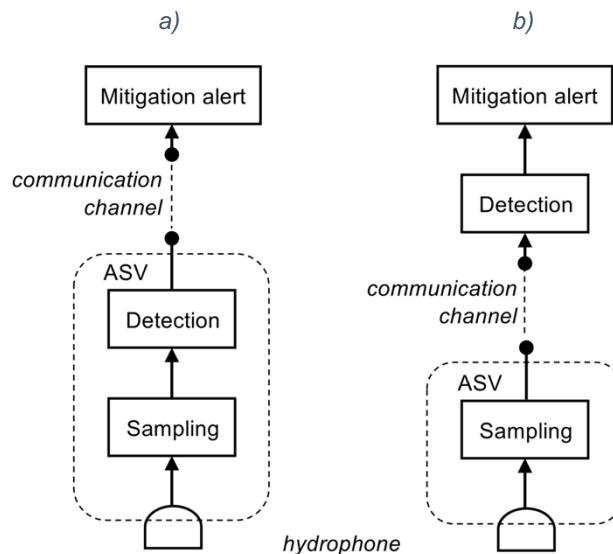 a)
Mitigation alert
communication
channel
ASV
Detection
Sampling
b)
Mitigation alert
Detection
communication
channel
ASV
Sampling
hydrophone